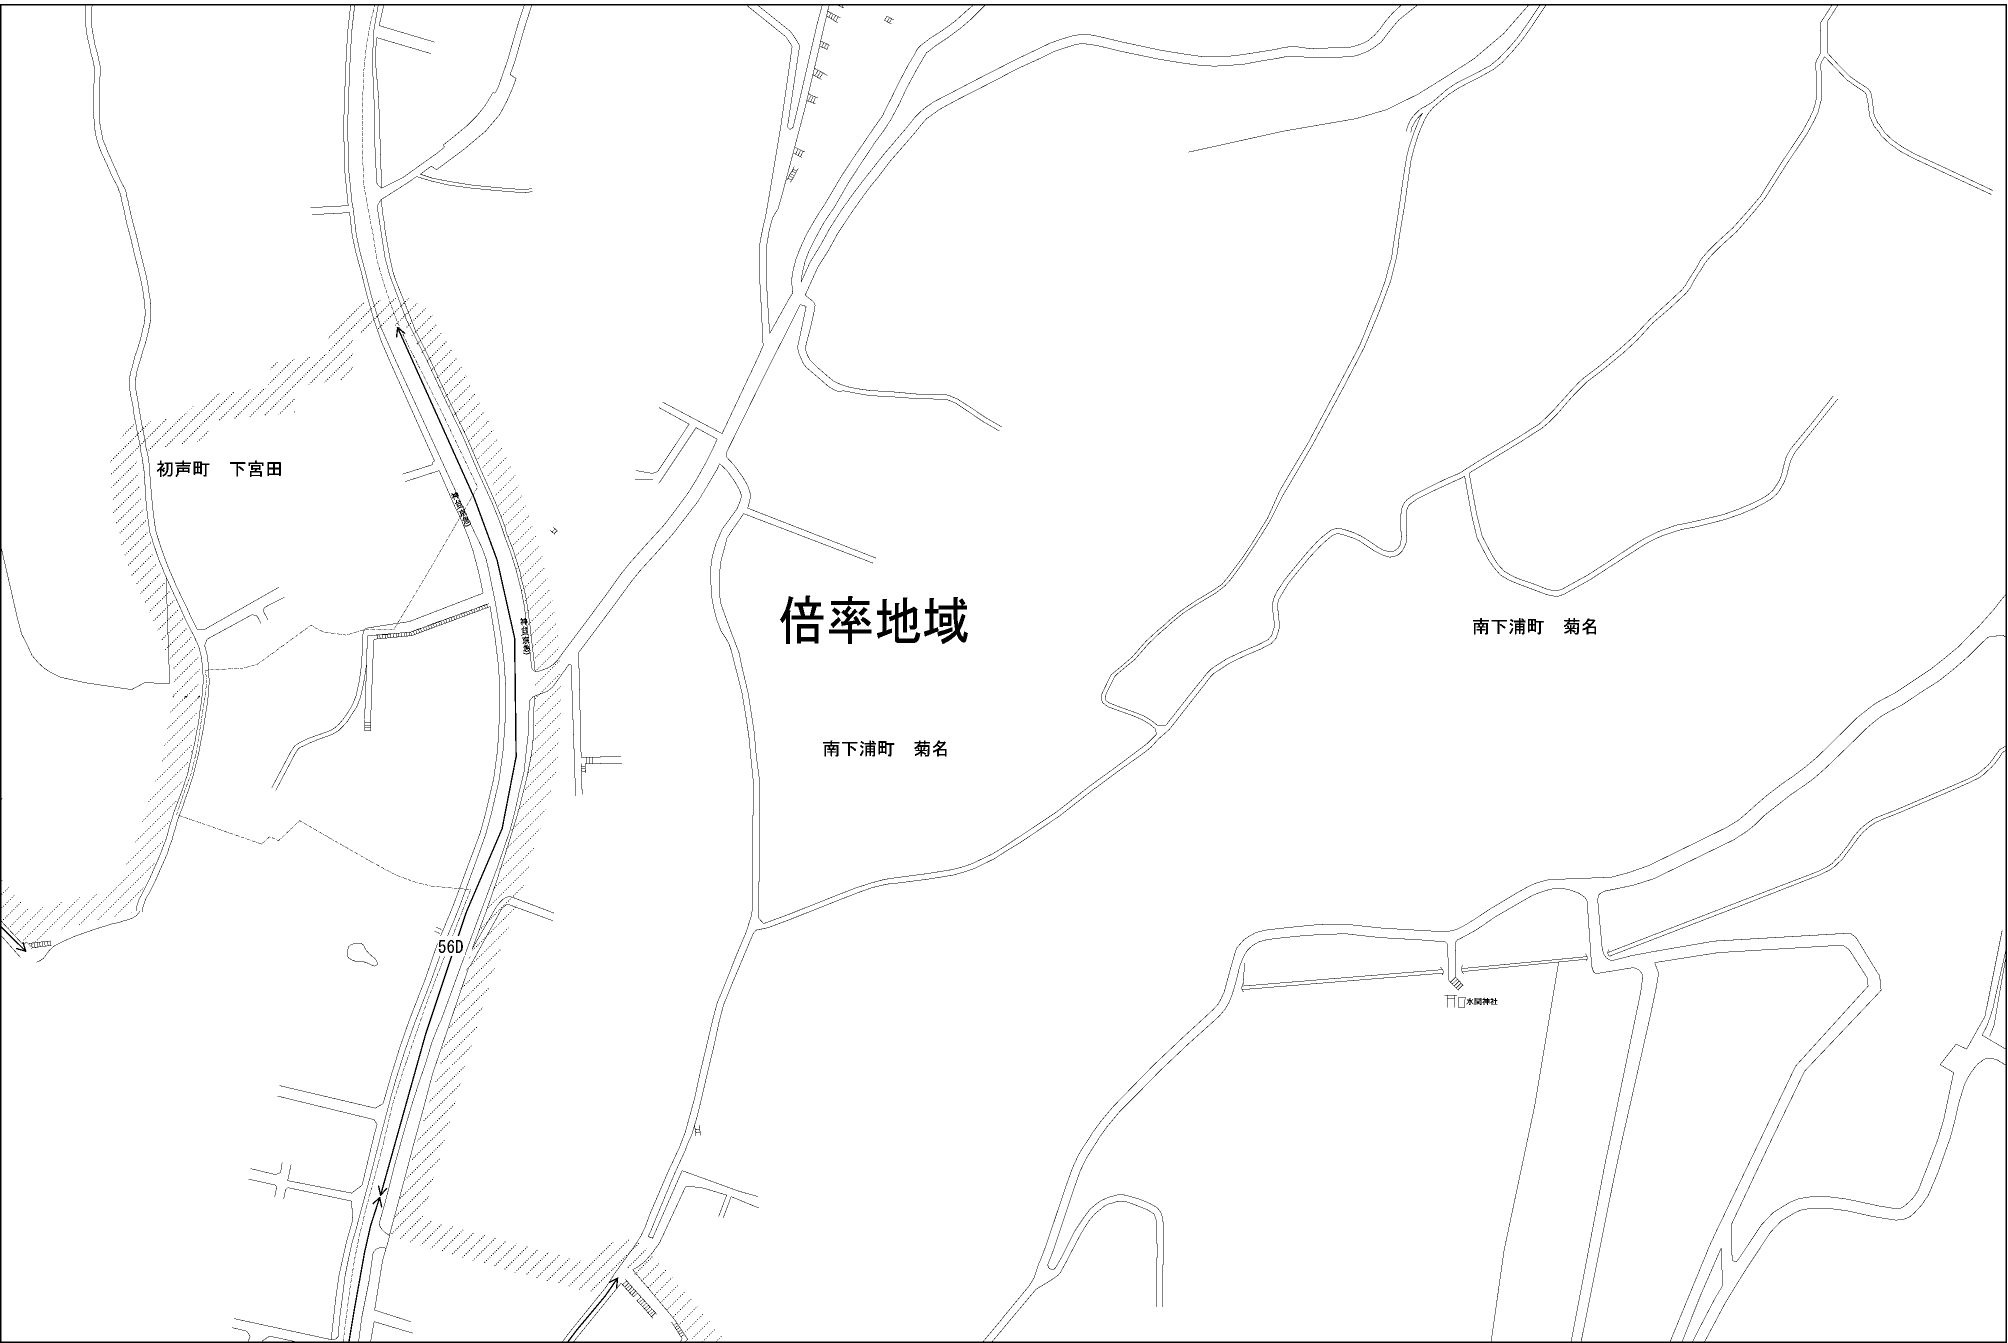 初声町　下宮田
倍率地域
南下浦町　菊名
南下浦町　菊名
56D
水間神社